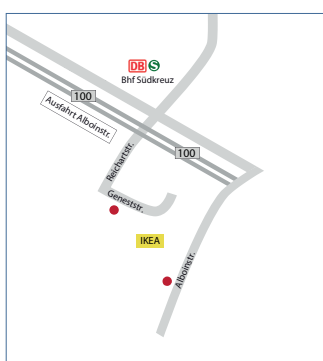 DB S
Bhf Südkreuz
100
Ausfahrt Alboinstr.
100
Reichartstr.
Geneststr.
IKEA
Alboinstr.